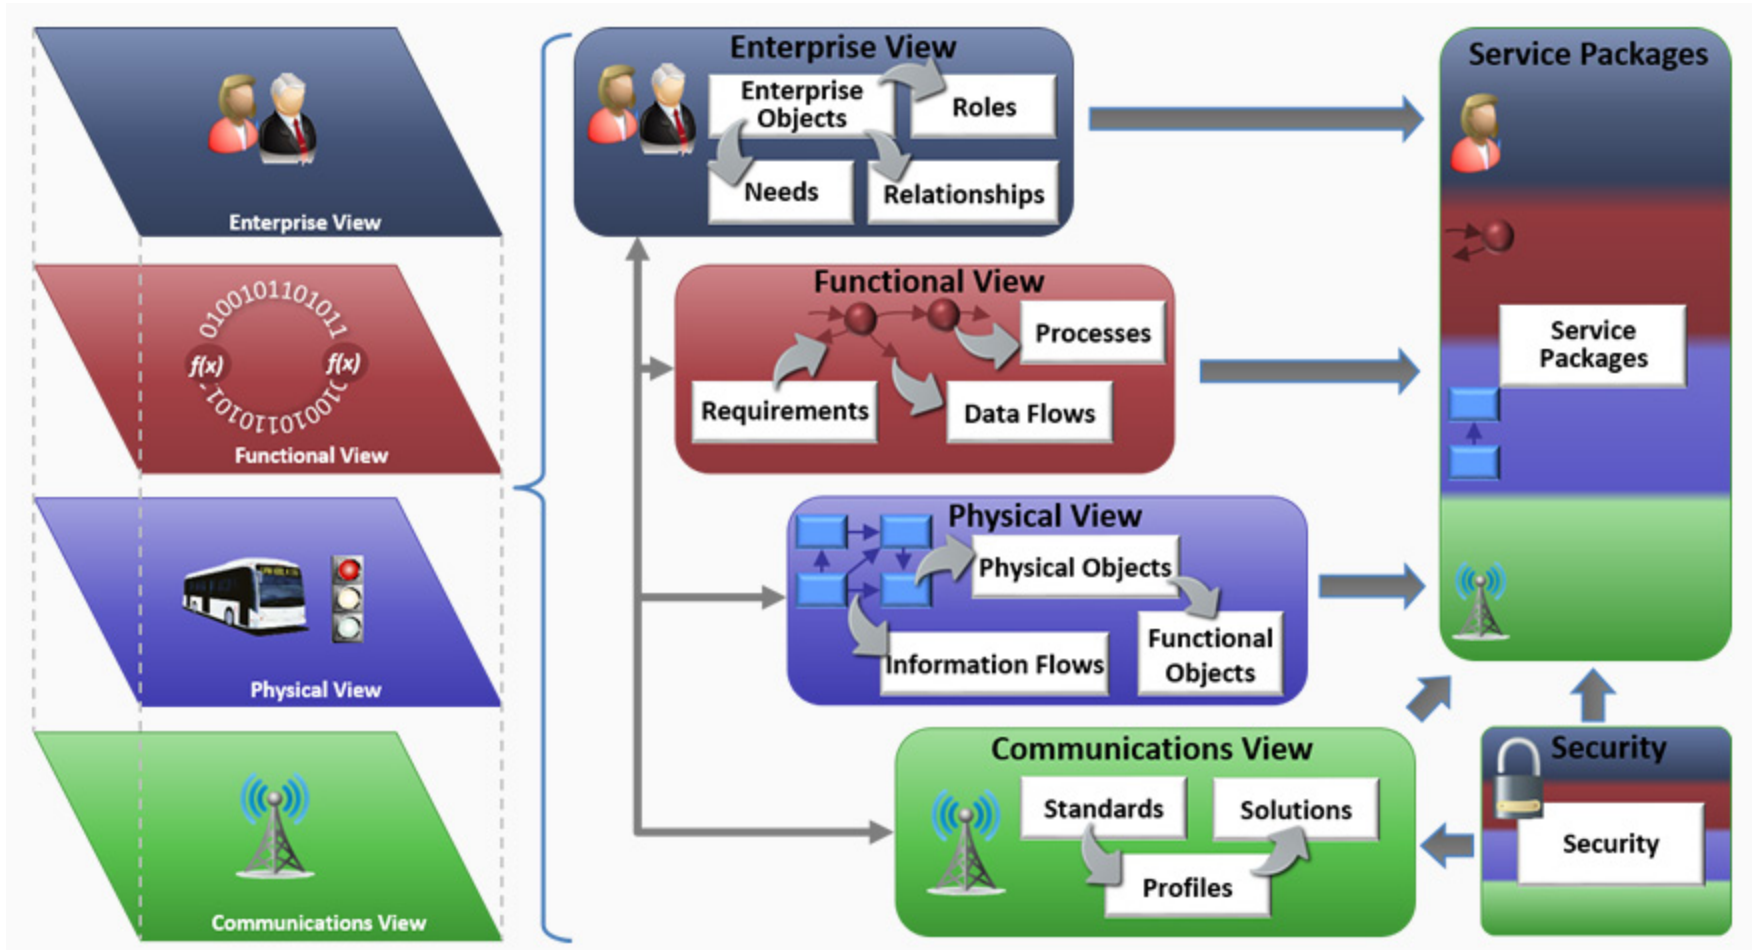 Enterprise View
010010110101011
f(x)
f(x)
Functional View
Physical View
Communications View
Enterprise View
Enterprise
Objects
Roles
Needs
Relationships
Functional View
Processes
Requirements
Data Flows
Physical View
Physical Objects
Information Flows
Functional
Objects
Communications View
Standards
Solutions
Profiles
Service Packages
Service
Packages
Security
Security